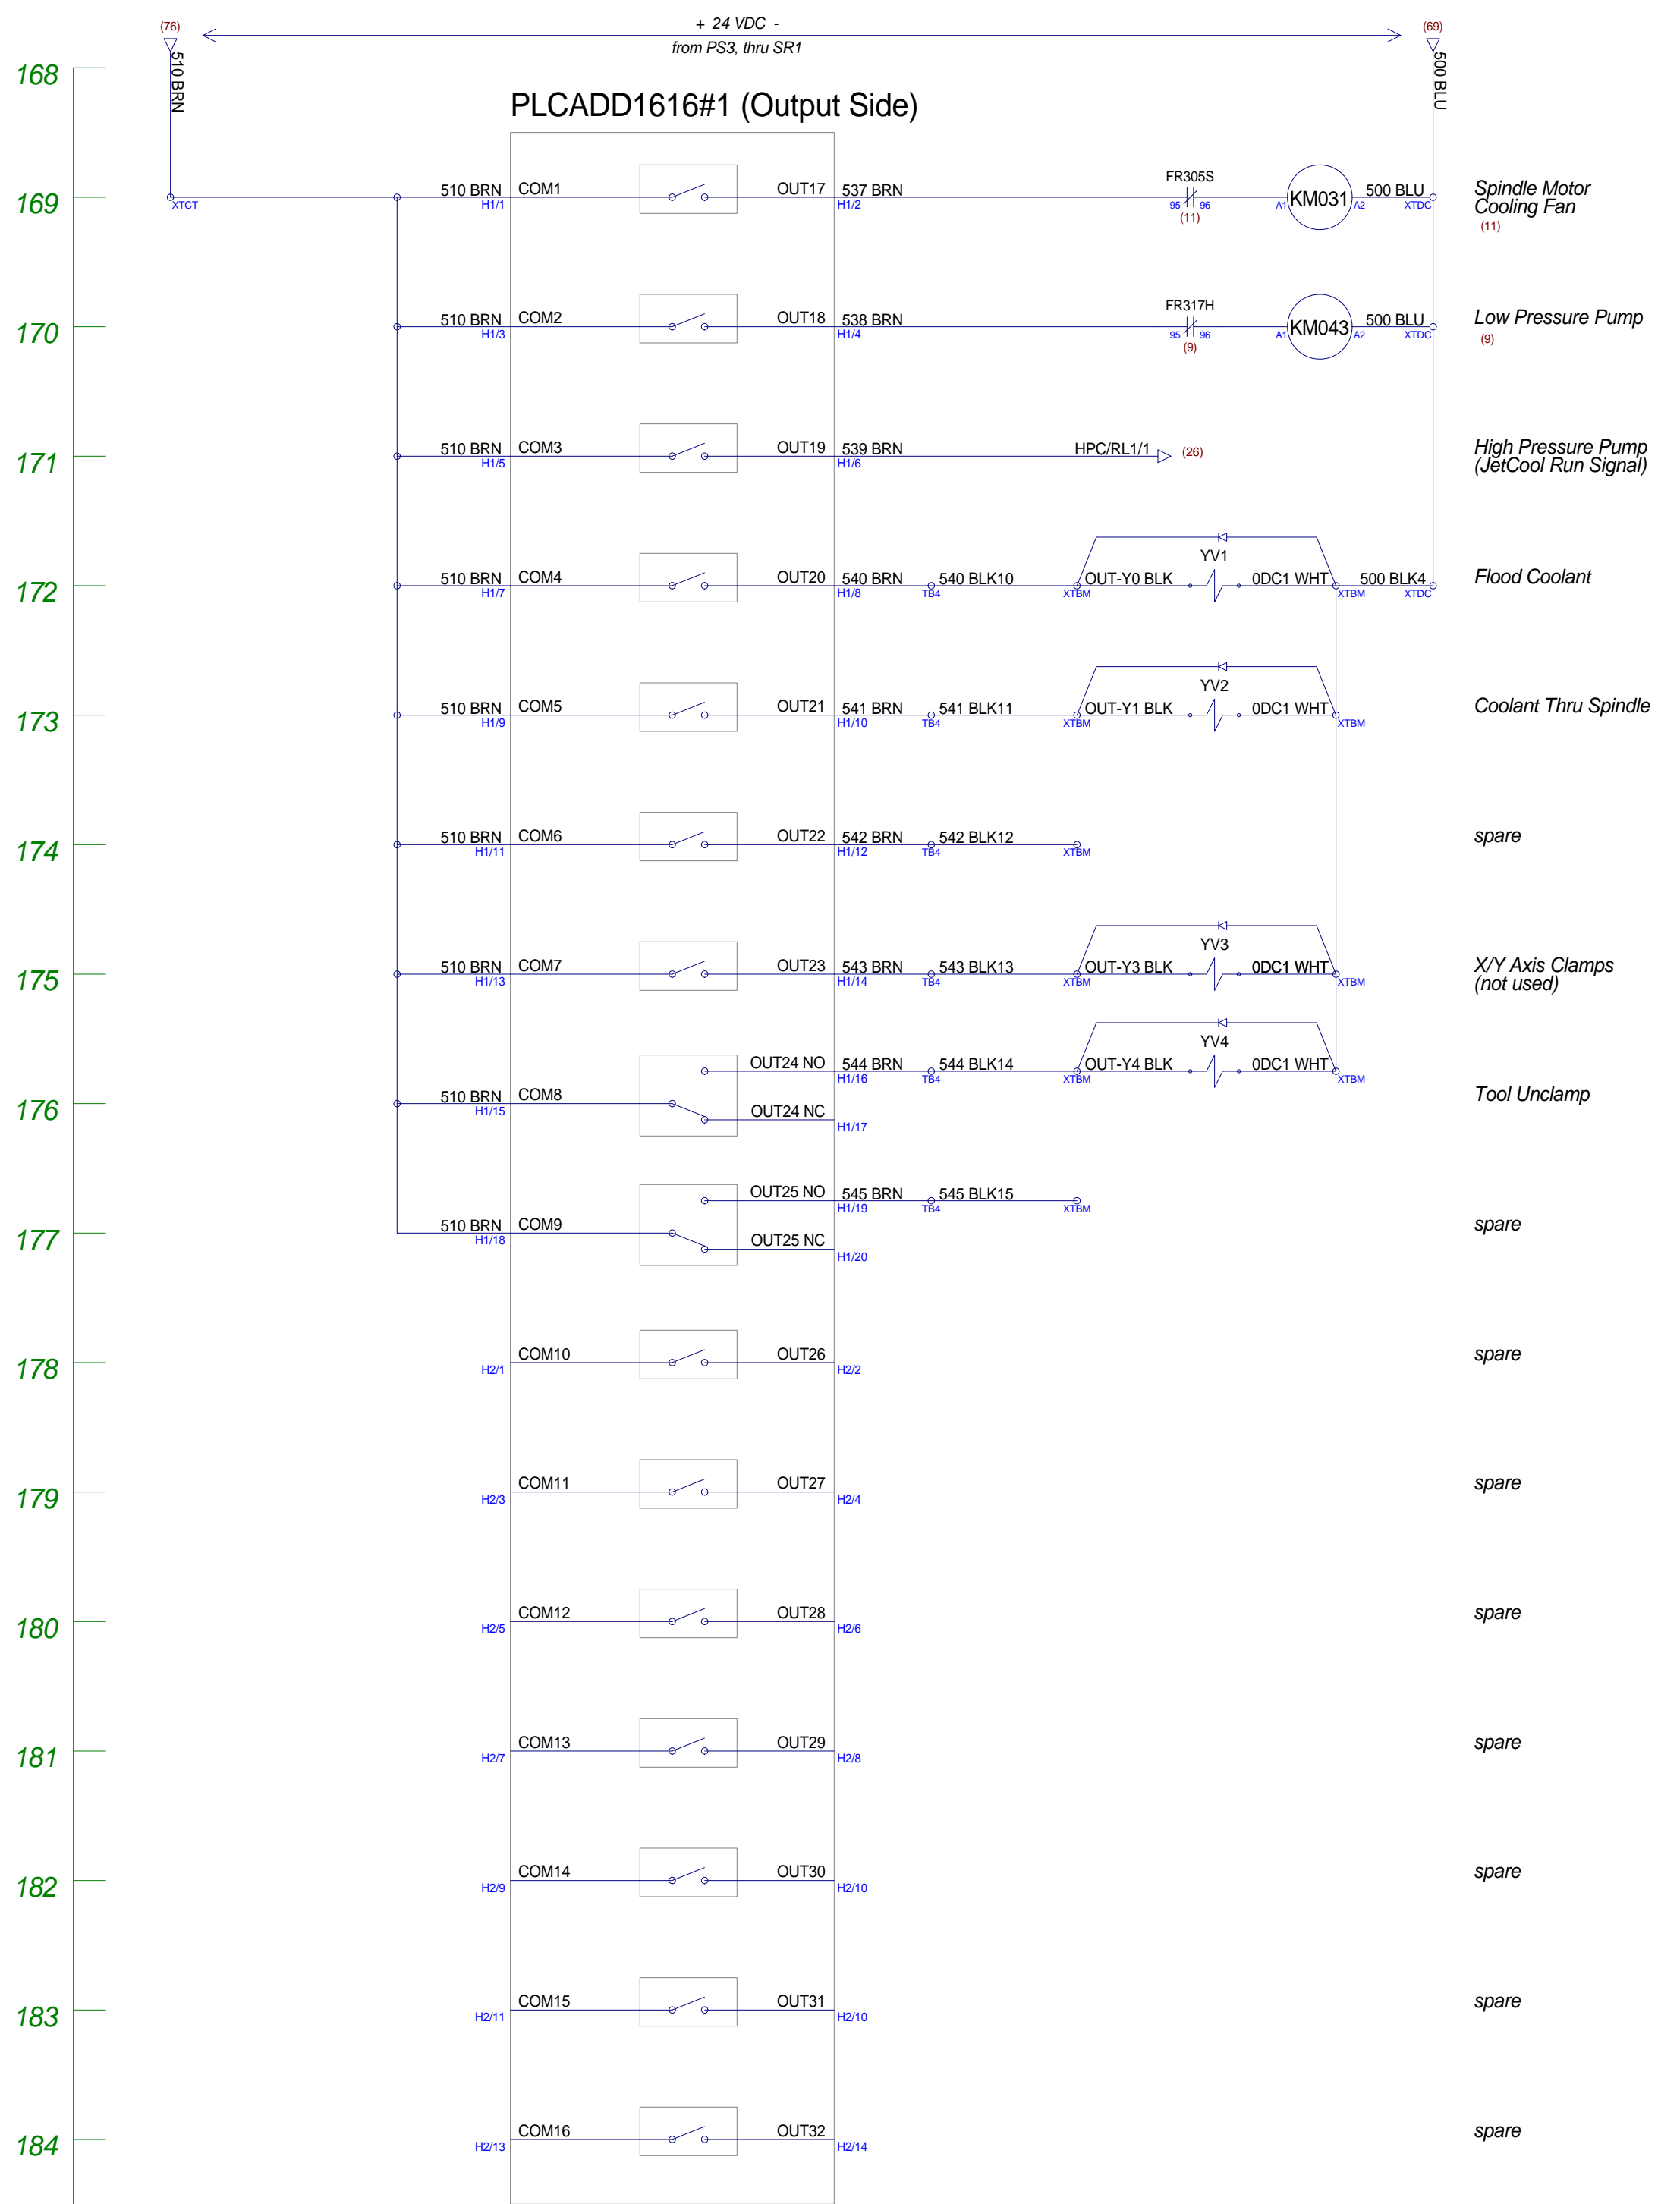 (76)
+ 24 VDC -
(69)
from PS3, thru SR1
510 BRN
500 BLU
168
PLCADD1616#1 (Output Side)
169
XTCT
510 BRN
H1/1
COM1
OUT17
537 BRN
H1/2
FR305S
95 96
(11)
A1
KM031
A2
500 BLU
XTDC
Spindle Motor
Cooling Fan
(11)
170
510 BRN
H1/3
COM2
OUT18
538 BRN
H1/4
FR317H
95 96
(9)
A1
KM043
A2
500 BLU
XTDC
Low Pressure Pump
(9)
171
510 BRN
H1/5
COM3
OUT19
539 BRN
H1/6
HPC/RL1/1
(26)
High Pressure Pump
(JetCool Run Signal)
172
510 BRN
H1/7
COM4
OUT20
540 BRN
H1/8
TB4
540 BLK10
XTBM
OUT-Y0 BLK
YV1
0DC1 WHT
XTBM
500 BLK4
XTDC
Flood Coolant
173
510 BRN
H1/9
COM5
OUT21
541 BRN
H1/10
TB4
541 BLK11
XTBM
OUT-Y1 BLK
YV2
0DC1 WHT
XTBM
Coolant Thru Spindle
174
510 BRN
H1/11
COM6
OUT22
542 BRN
H1/12
TB4
542 BLK12
XTBM
spare
175
510 BRN
H1/13
COM7
OUT23
543 BRN
H1/14
TB4
543 BLK13
XTBM
OUT-Y3 BLK
YV3
0DC1 WHT
XTBM
X/Y Axis Clamps
(not used)
176
510 BRN
H1/15
COM8
OUT24 NO
544 BRN
H1/16
TB4
544 BLK14
XTBM
OUT-Y4 BLK
YV4
0DC1 WHT
XTBM
OUT24 NC
H1/17
Tool Unclamp
177
510 BRN
H1/18
COM9
OUT25 NO
545 BRN
H1/19
TB4
545 BLK15
XTBM
OUT25 NC
H1/20
spare
178
H2/1
COM10
OUT26
H2/2
spare
179
H2/3
COM11
OUT27
H2/4
spare
180
H2/5
COM12
OUT28
H2/6
spare
181
H2/7
COM13
OUT29
H2/8
spare
182
H2/9
COM14
OUT30
H2/10
spare
183
H2/11
COM15
OUT31
H2/10
spare
184
H2/13
COM16
OUT32
H2/14
spare